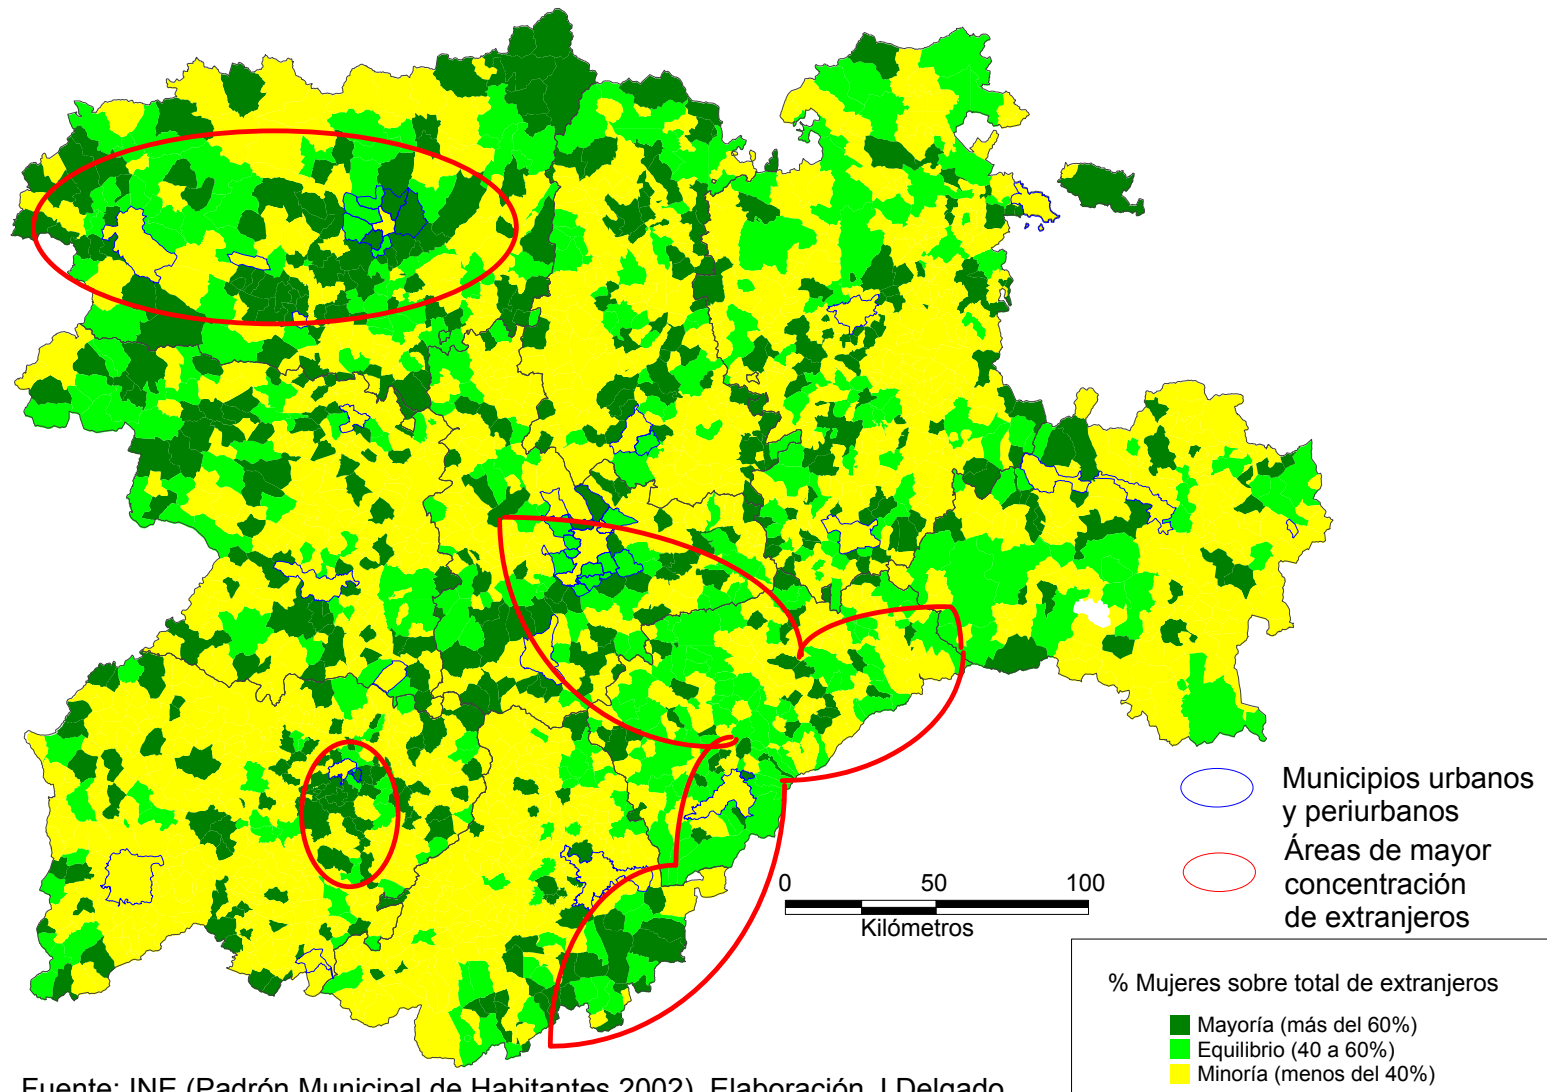 Municipios urbanos
y periurbanos
Áreas de mayor
concentración
de extranjeros
0 50 100
Kilómetros
% Mujeres sobre total de extranjeros
Mayoría (más del 60%)
Equilibrio (40 a 60%)
Minoría (menos del 40%)
Fuente: INE (Padrón Municipal de Habitantes 2002). Elaboración J.Delgado